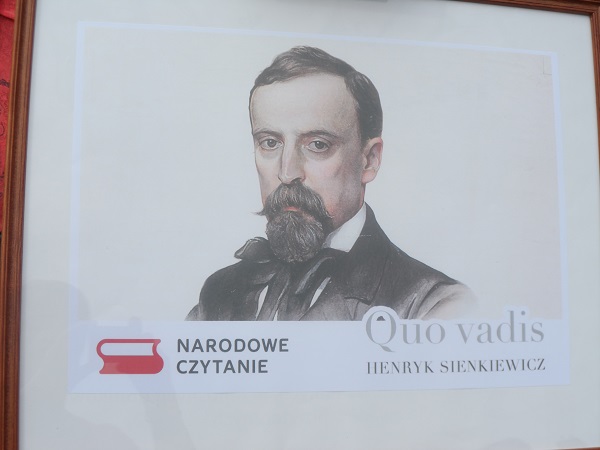 NARODOWE
CZYTANIE
Quo vadis
HENRYK SIENKIEWICZ